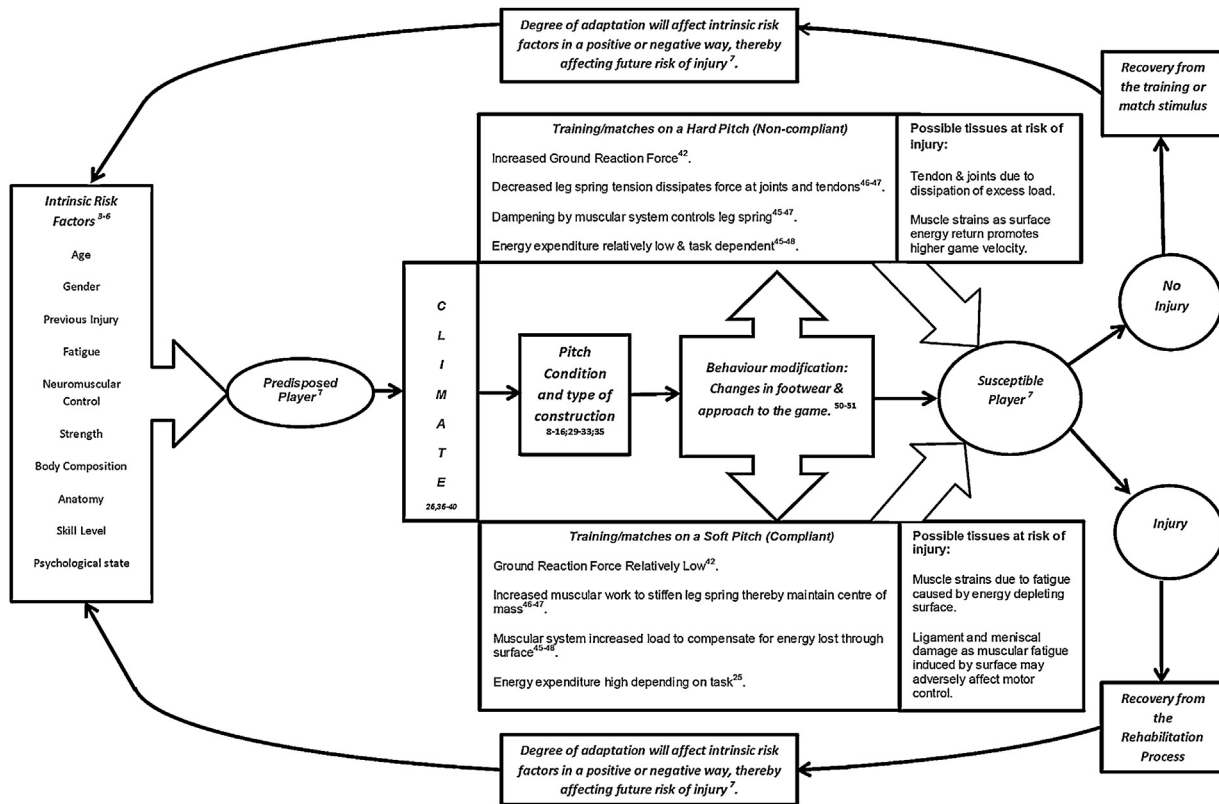 Degree of adaptation will affect intrinsic risk
factors in a positive or negative way, thereby
affecting future risk of injury 7.
Recovery from
the training or
match stimulus
Training/matches on a Hard Pitch (Non-compliant)
Increased Ground Reaction Force42.
Decreased leg spring tension dissipates force at joints and tendons46-47.
Dampening by muscular system controls leg spring45-47.
Energy expenditure relatively low & task dependent45-48.
Possible tissues at risk of
injury:
Tendon & joints due to
dissipation of excess load.
Muscle strains as surface
energy return promotes
higher game velocity.
Intrinsic Risk
Factors 3-6
Age
Gender
Previous Injury
Fatigue
Neuromuscular
Control
Strength
Body Composition
Anatomy
Skill Level
Psychological state
Predisposed
Player7
C
L
I
M
A
T
E
26,36-40
Pitch
Condition
and type of
construction
8-16;29-33;35
Behaviour modification:
Changes in footwear &
approach to the game. 50-51
Susceptible
Player7
No
Injury
Injury
Training/matches on a Soft Pitch (Compliant)
Ground Reaction Force Relatively Low42.
Increased muscular work to stiffen leg spring thereby maintain centre of
mass46-47.
Muscular system increased load to compensate for energy lost through
surface45-48.
Energy expenditure high depending on task25.
Possible tissues at risk of
injury:
Muscle strains due to fatigue
caused by energy depleting
surface.
Ligament and meniscal
damage as muscular fatigue
induced by surface may
adversely affect motor
control.
Recovery from
the
Rehabilitation
Process
Degree of adaptation will affect intrinsic risk
factors in a positive or negative way, thereby
affecting future risk of injury 7.